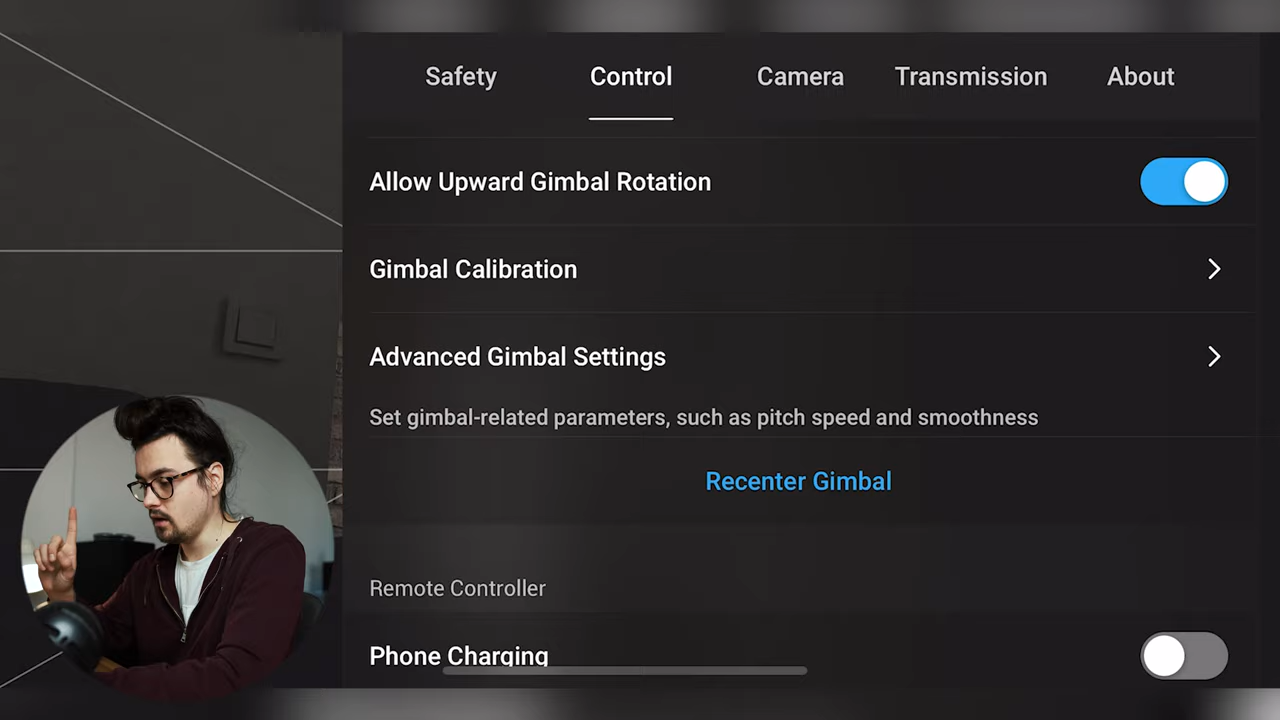 Safety Control Camera Transmission About
Allow Upward Gimbal Rotation
Gimbal Calibration
Advanced Gimbal Settings
Set gimbal-related parameters, such as pitch speed and smoothness
Recenter Gimbal
Remote Controller
Phone Charging